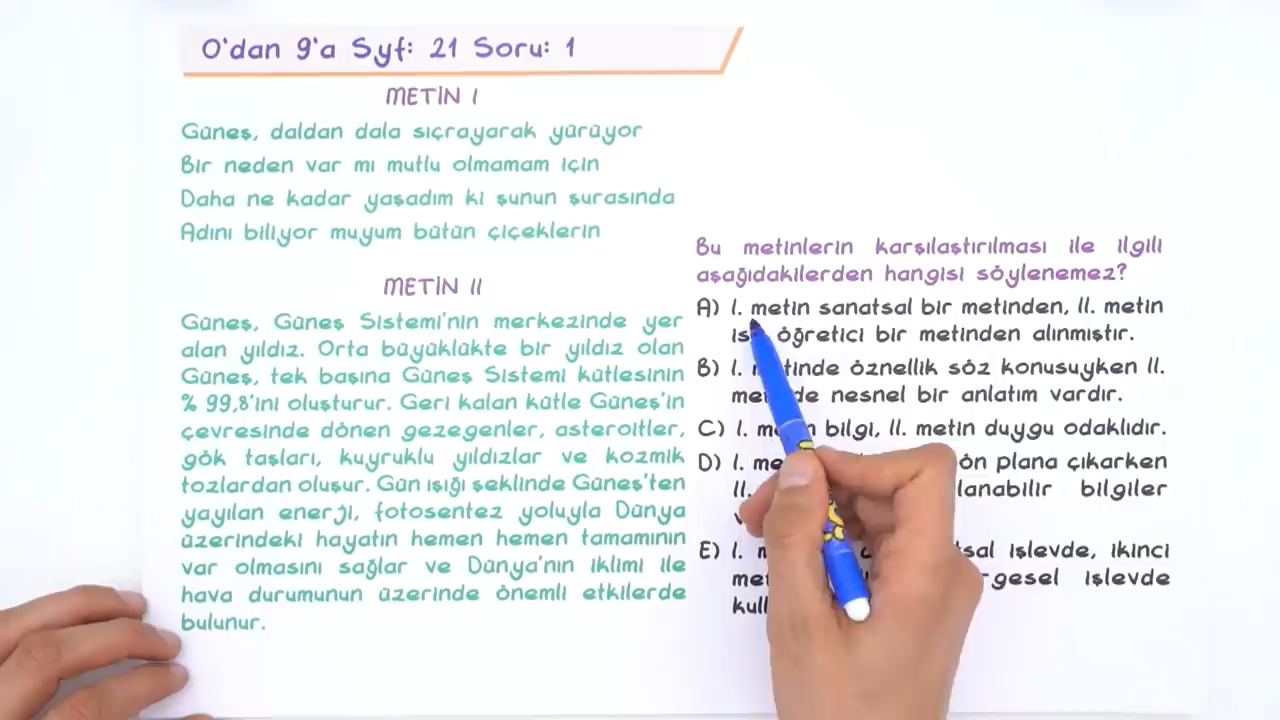 0'dan 9'a Syf: 21 Soru: 1
METİN I
Güneş, daldan dala sıçrayarak yürüyor
Bir neden var mı mutlu olmamam için
Daha ne kadar yaşadım ki şunun şurasında
Adını biliyor muyum bütün çiçeklerin
METİN II
Güneş, Güneş Sistemi'nin merkezinde yer
alan yıldız. Orta büyüklükte bir yıldız olan
Güneş, tek başına Güneş Sistemi kütlesinin
% 99,8'ini oluşturur. Geri kalan kütle Güneş'in
çevresinde dönen gezegenler, asteroitler,
gök taşları, kuyruklu yıldızlar ve kozmik
tozlardan oluşur. Gün ışığı şeklinde Güneş'ten
yayılan enerji, fotosentez yoluyla Dünya
üzerindeki hayatın hemen hemen tamamının
var olmasını sağlar ve Dünya'nın iklimi ile
hava durumunun üzerinde önemli etkilerde
bulunur.
Bu metinlerin karşılaştırılması ile ilgili
aşağıdakilerden hangisi söylenemez?
A) I. metin sanatsal bir metinden, II. metin
öğretici bir metinden alınmıştır.
B) I. öznellik söz konusuyken II.
nesnel bir anlatım vardır.
C) I. bilgi, II. metin duygu odaklıdır.
D) I. ön plana çıkarken
II. bilgiler
E) I. işlevde, ikinci
işlevde